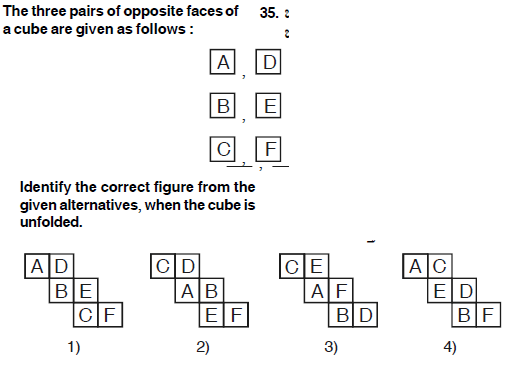 The three pairs of opposite faces of
a cube are given as follows :
35.
A , D
B , E
C , F
Identify the correct figure from the
given alternatives, when the cube is
unfolded.
A D
B E
C F
1)
C D
A B
E F
2)
C E
A F
B D
3)
A C
E D
B F
4)